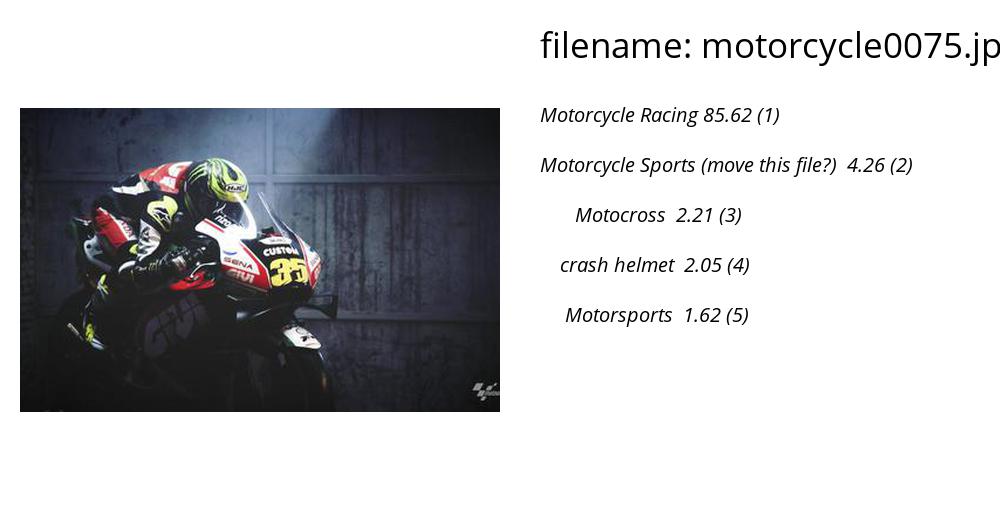 filename: motorcycle0075.jp
Motorcycle Racing 85.62 (1)
Motorcycle Sports (move this file?) 4.26 (2)
Motocross 2.21 (3)
crash helmet 2.05 (4)
Motorsports 1.62 (5)
HJC
CUSTOM
SENA
35
GIVI
GIVI